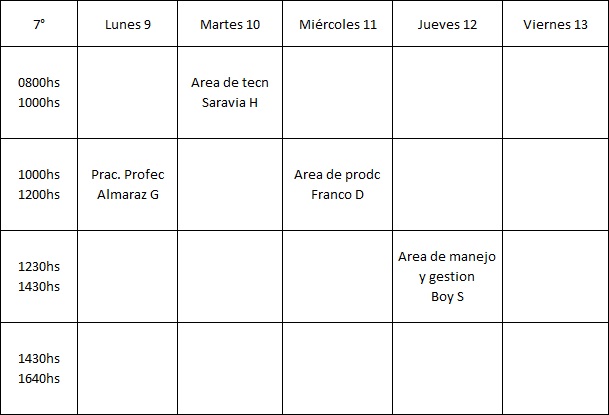 7° Lunes 9 Martes 10 Miércoles 11 Jueves 12 Viernes 13
0800hs
1000hs
Area de tecn
Saravia H
1000hs
1200hs
Prac. Profec
Almaraz G
Area de prodc
Franco D
1230hs
1430hs
Area de manejo
y gestion
Boy S
1430hs
1640hs